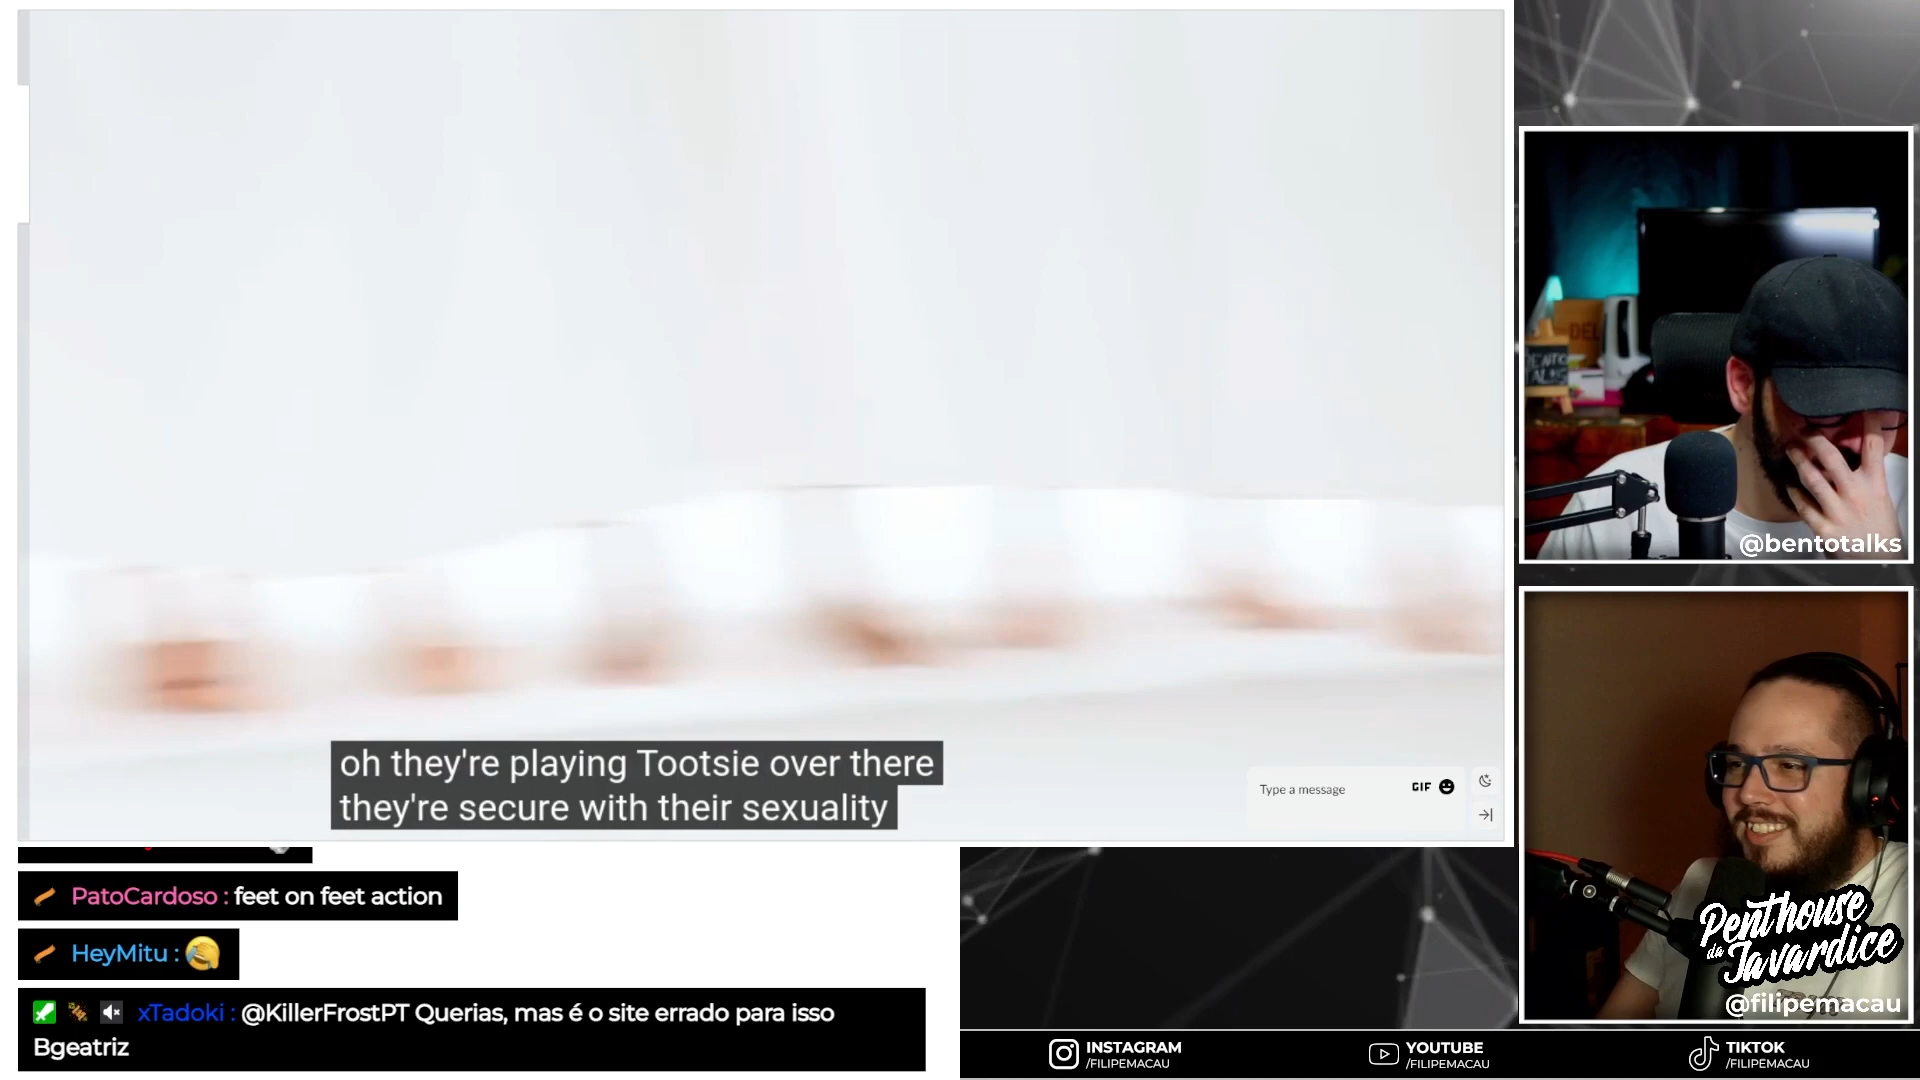 oh they're playing Tootsie over there
they're secure with their sexuality
Type a message
GIF
PatoCardoso : feet on feet action
HeyMitu :
xTadoki : @KillerFrostPT Querias, mas é o site errado para isso
Bgeatriz
DEL
@bentotalks
Penthouse
da
Javardice
@filipemacau
INSTAGRAM
/FILIPEMACAU
YOUTUBE
/FILIPEMACAU
TIKTOK
/FILIPEMACAU